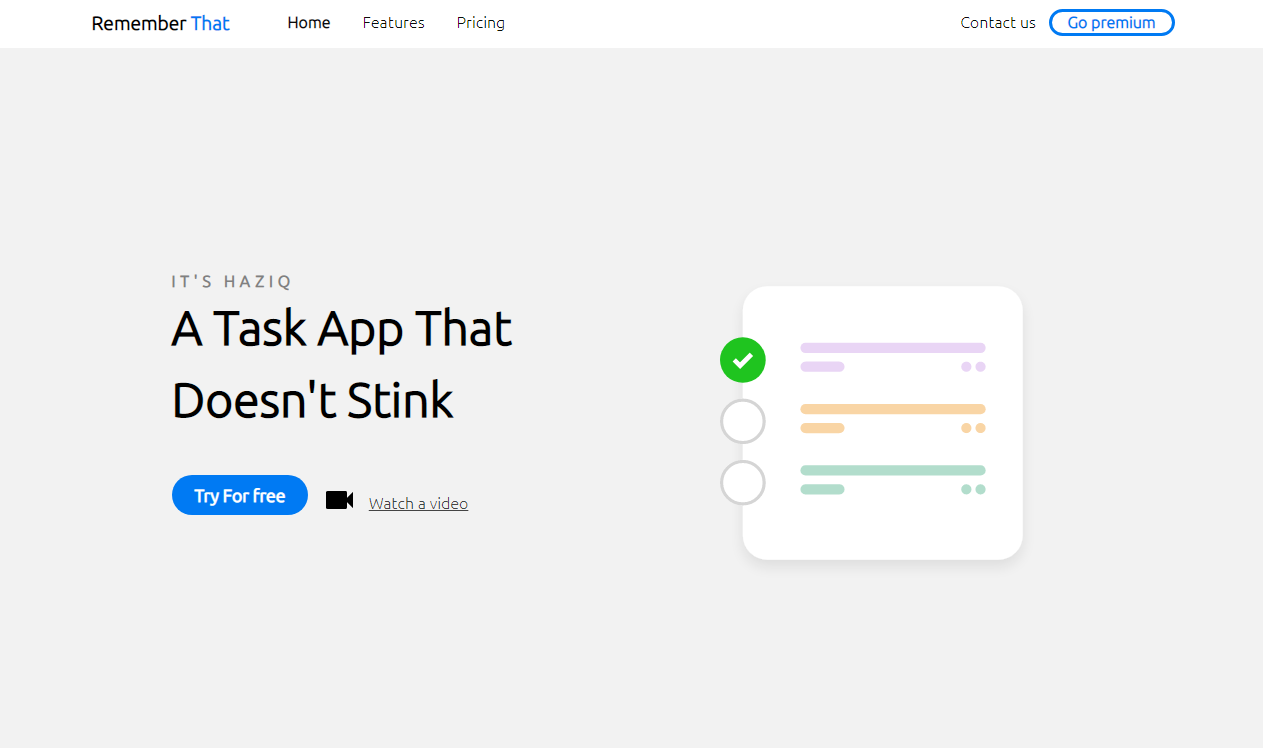 Remember That
Home
Features
Pricing
Contact us
Go premium
IT'S HAZIQ
A Task App That
Doesn't Stink
Try For free
Watch a video